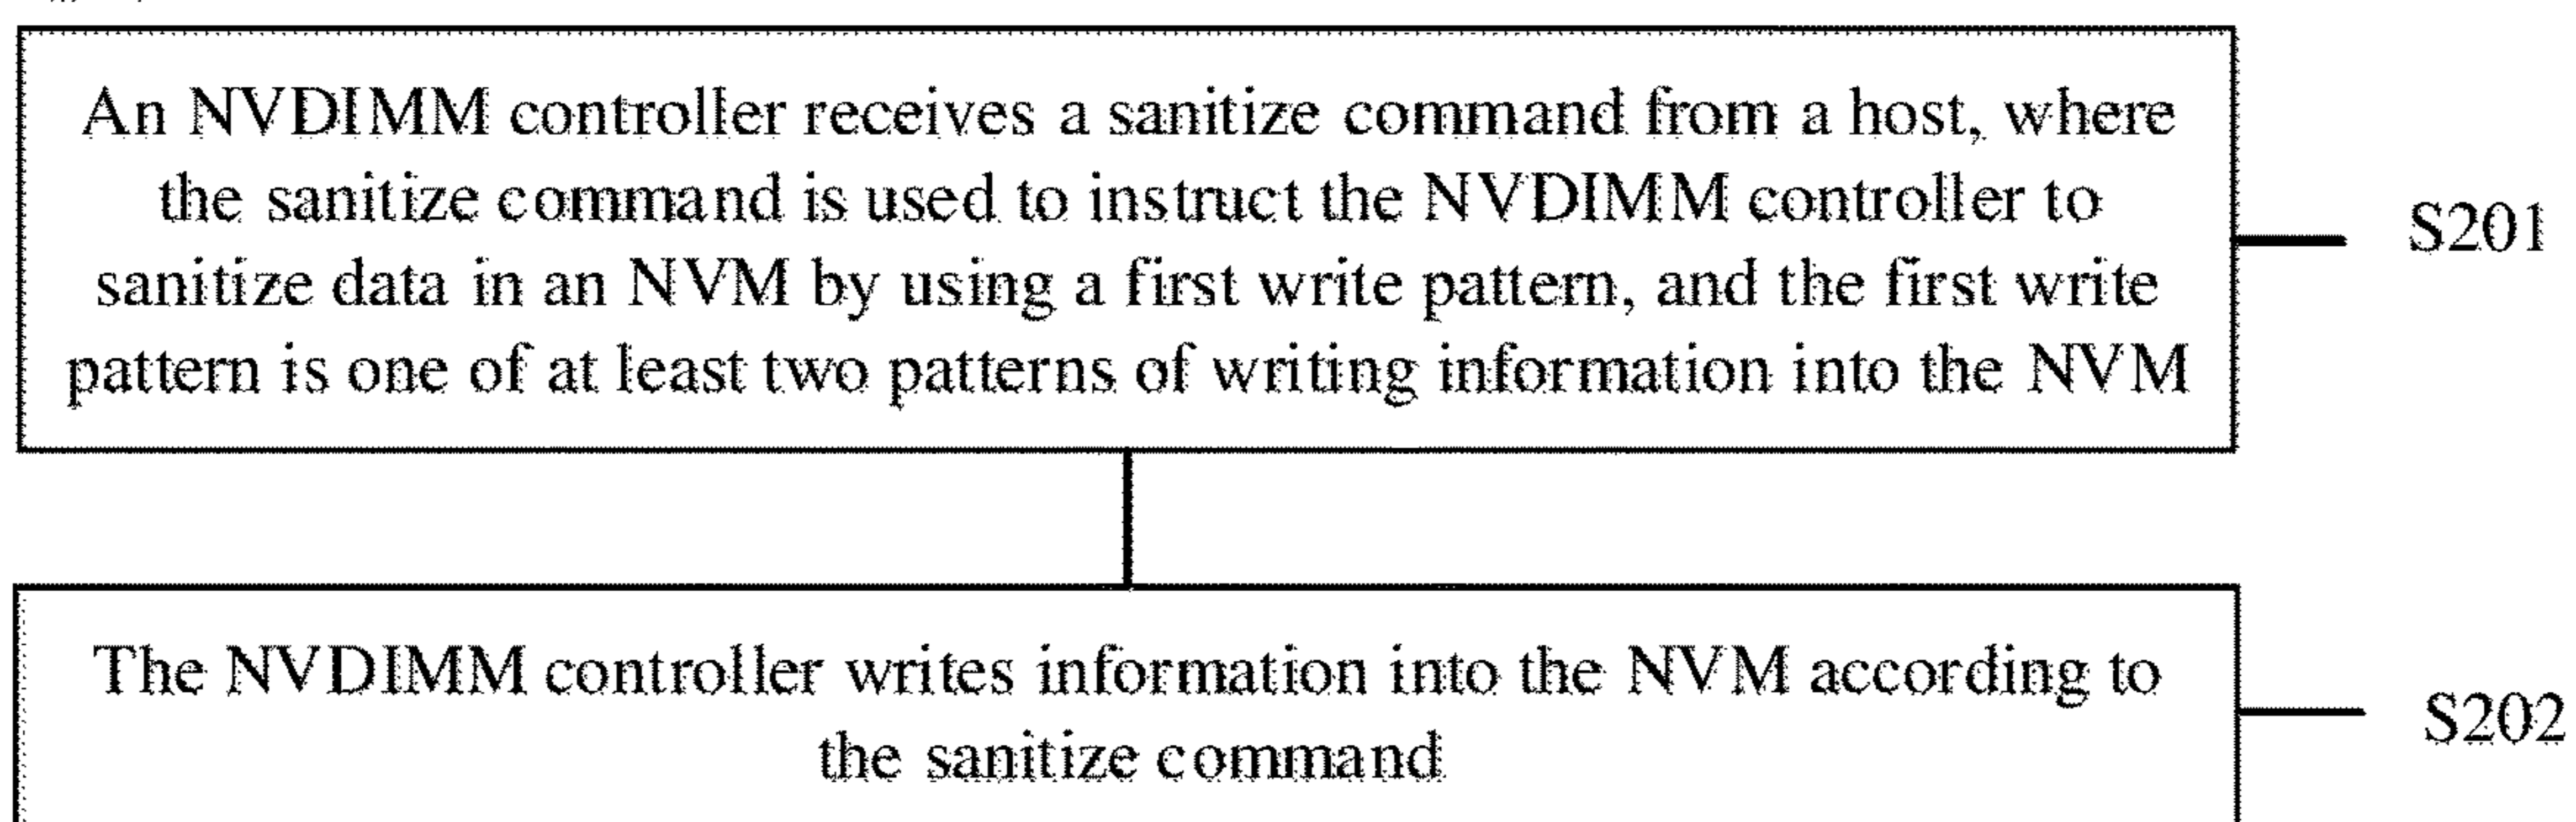 An NVDIMM controller receives a sanitize command from a host, where
the sanitize command is used to instruct the NVDIMM controller to
sanitize data in an NVM by using a first write pattern, and the first write
pattern is one of at least two patterns of writing information into the NVM
S201
The NVDIMM controller writes information into the NVM according to
the sanitize command
S202